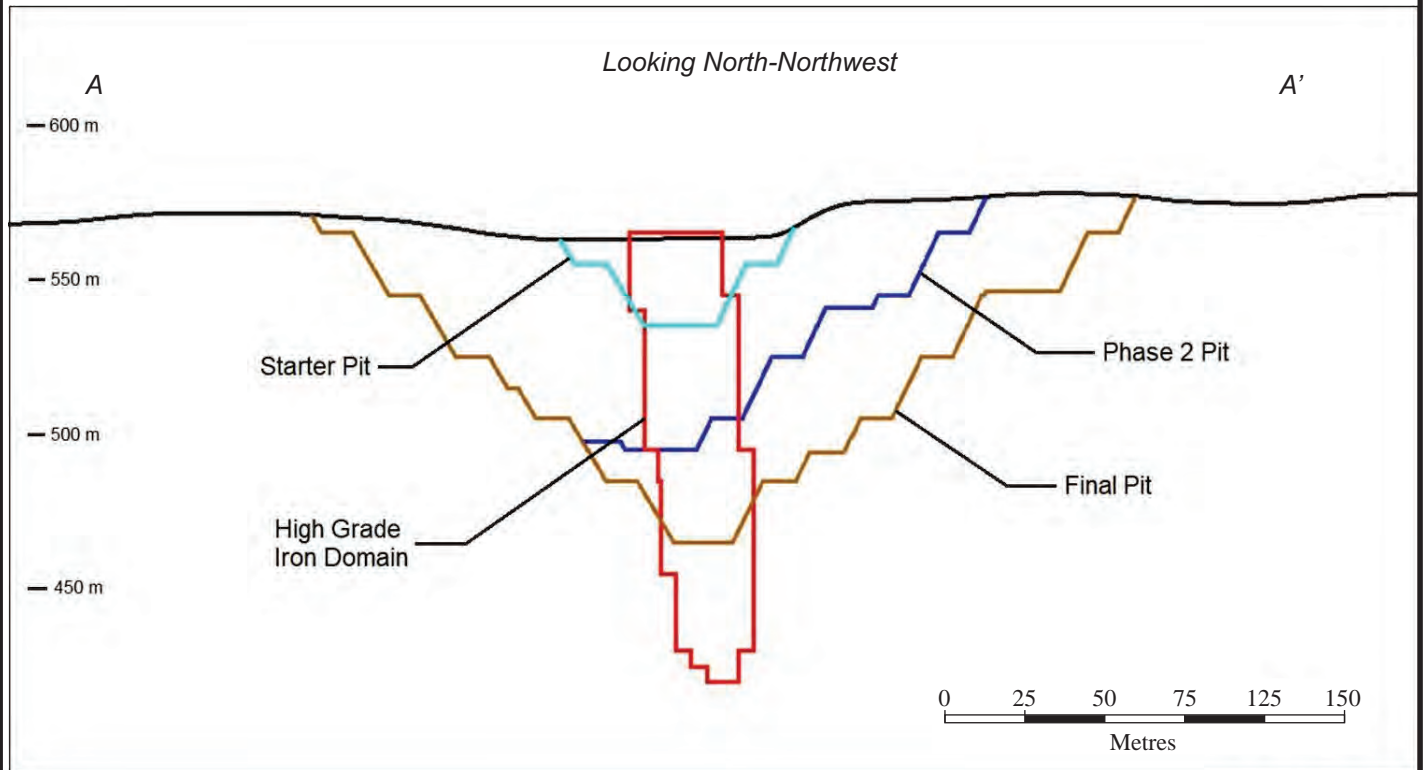 Looking North-Northwest
A
A'
600 m
550 m
Starter Pit
Phase 2 Pit
500 m
Final Pit
High Grade
Iron Domain
450 m
0 25 50 75 125 150
Metres